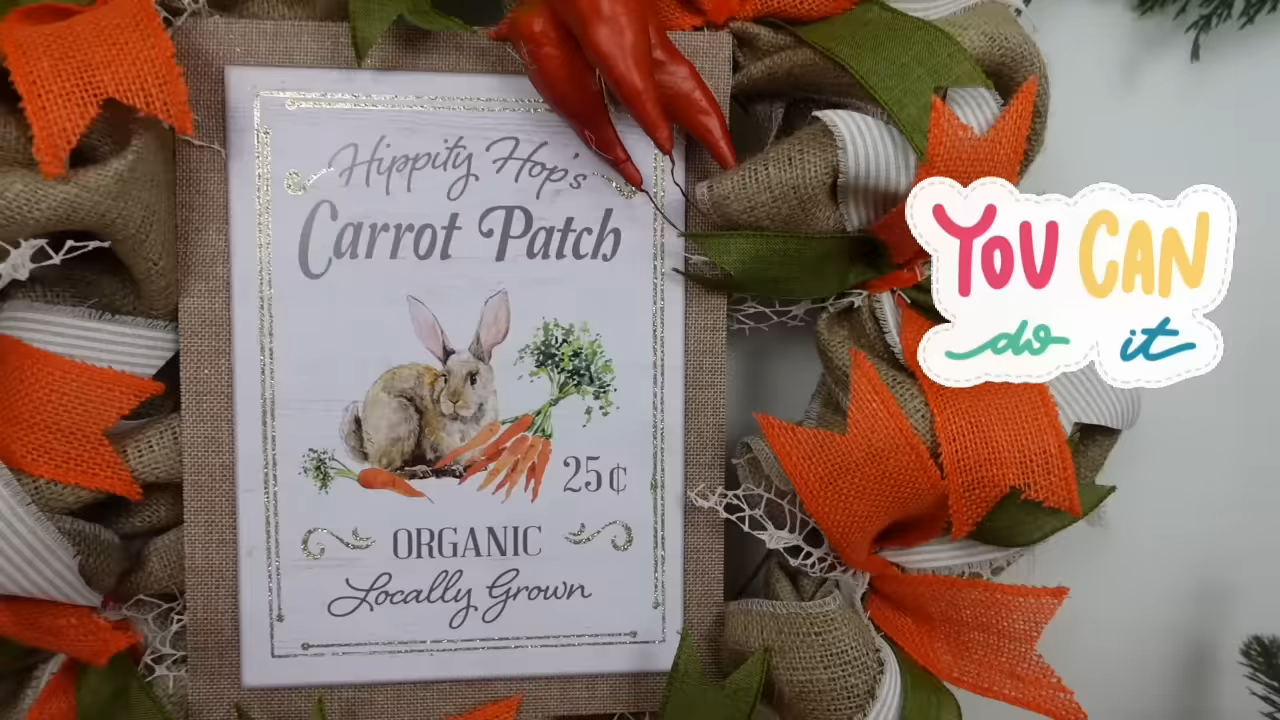 Hippity Hop's
Carrot Patch
25¢
ORGANIC
Locally Grown
YOU CAN
do it